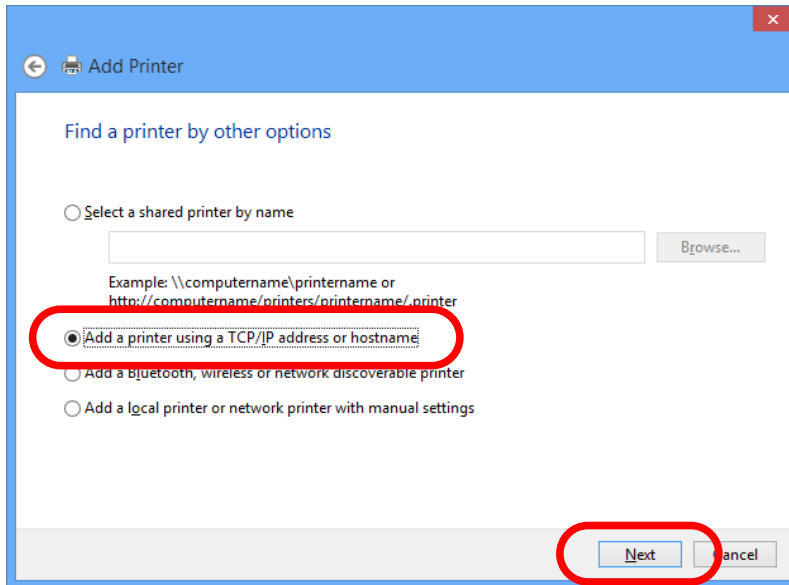 Add Printer
Find a printer by other options
Select a shared printer by name
Browse...
Example: \\computername\printername or
http://computername/printers/printername/.printer
Add a printer using a TCP/IP address or hostname
Add a Bluetooth, wireless or network discoverable printer
Add a local printer or network printer with manual settings
Next Cancel